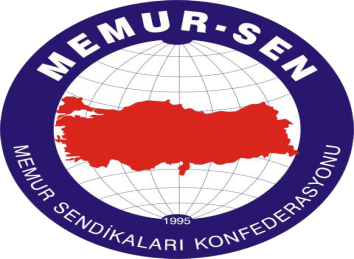 MEMUR-SEN
1995
MEMUR SENDİKALARI KONFEDERASYONU